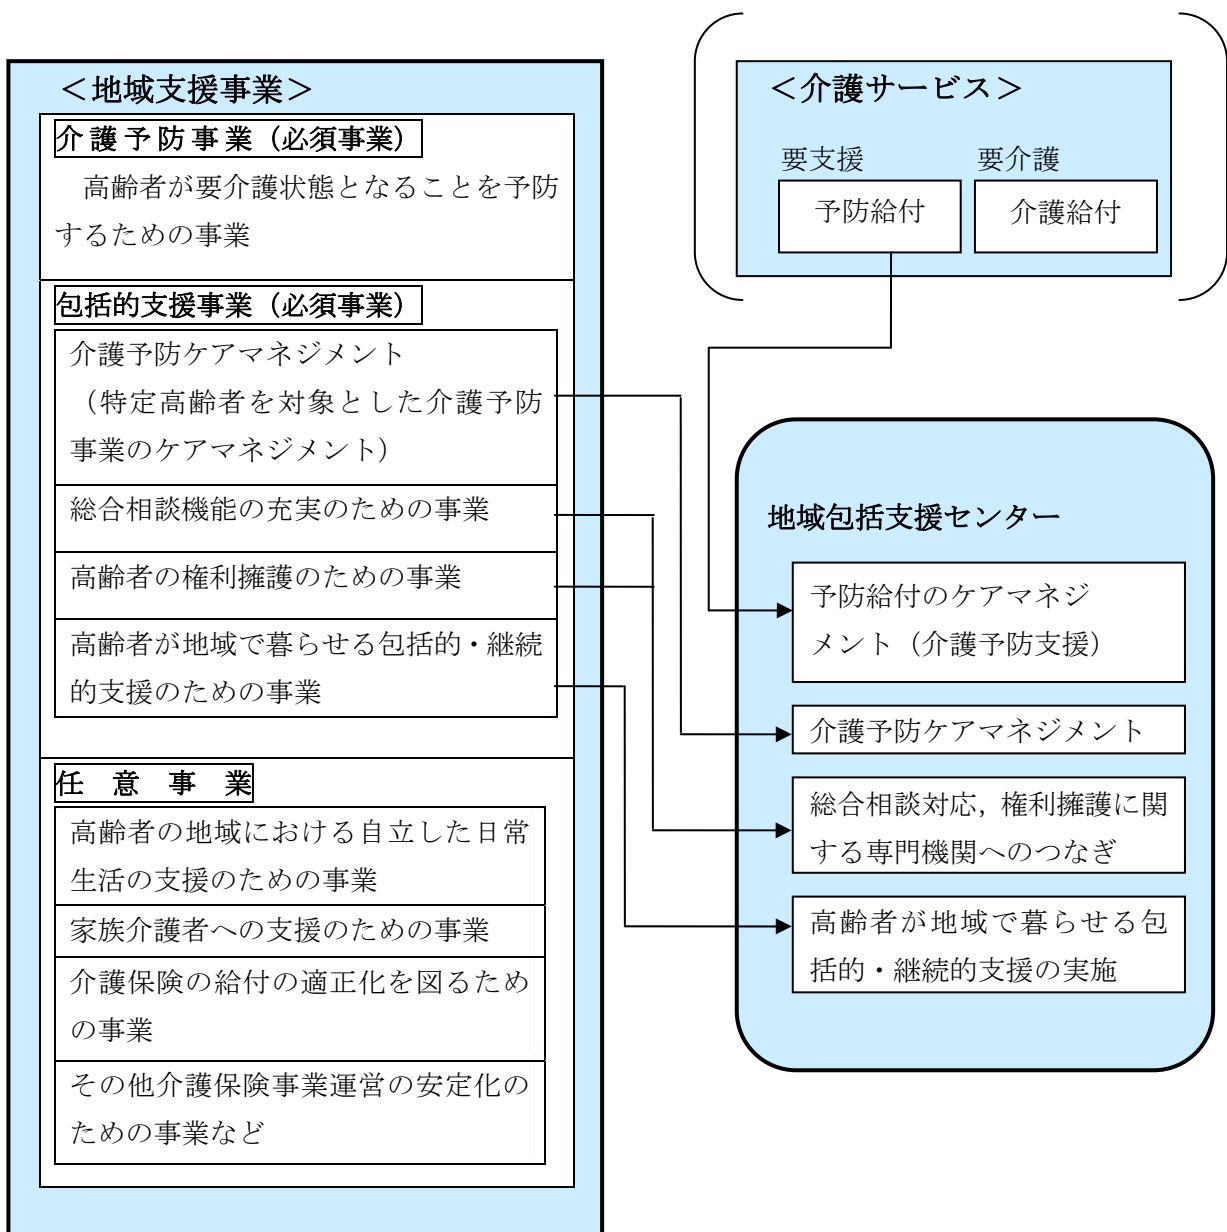 ＜地域支援事業＞
介護予防事業（必須事業）
高齢者が要介護状態となることを予防
するための事業
包括的支援事業（必須事業）
介護予防ケアマネジメント
（特定高齢者を対象とした介護予防
事業のケアマネジメント）
総合相談機能の充実のための事業
高齢者の権利擁護のための事業
高齢者が地域で暮らせる包括的・継続
的支援のための事業
任意事業
高齢者の地域における自立した日常
生活の支援のための事業
家族介護者への支援のための事業
介護保険の給付の適正化を図るため
の事業
その他介護保険事業運営の安定化の
ための事業など
＜介護サービス＞
要支援
要介護
予防給付
介護給付
地域包括支援センター
予防給付のケアマネジ
メント（介護予防支援）
介護予防ケアマネジメント
総合相談対応，権利擁護に関
する専門機関へのつなぎ
高齢者が地域で暮らせる包
括的・継続的支援の実施